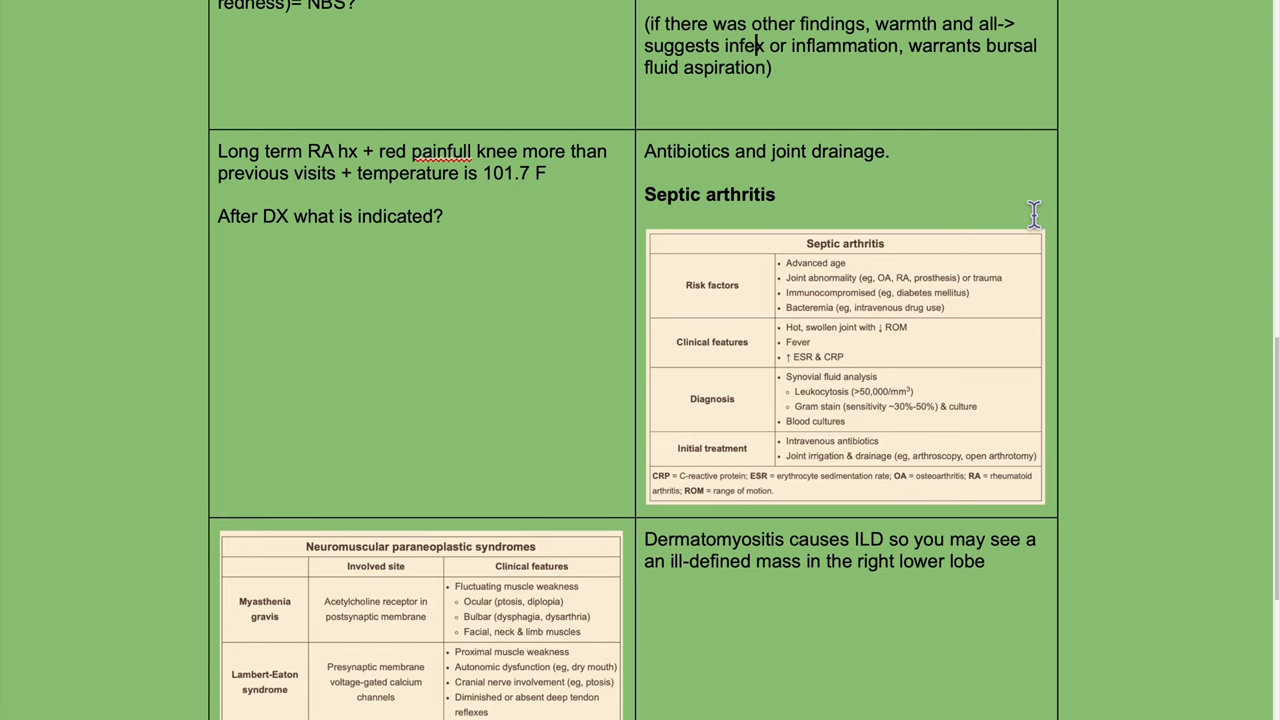 redness)= NBS?
(if there was other findings, warmth and all->
suggests infex or inflammation, warrants bursal
fluid aspiration)
Long term RA hx + red painfull knee more than
previous visits + temperature is 101.7 F
After DX what is indicated?
Antibiotics and joint drainage.
Septic arthritis
Septic arthritis
Risk factors
• Advanced age
• Joint abnormality (eg, OA, RA, prosthesis) or trauma
• Immunocompromised (eg, diabetes mellitus)
• Bacteremia (eg, intravenous drug use)
Clinical features
• Hot, swollen joint with ↓ ROM
• Fever
• ↑ ESR & CRP
Diagnosis
• Synovial fluid analysis
○ Leukocytosis (>50,000/mm³)
○ Gram stain (sensitivity ~30%-50%) & culture
• Blood cultures
Initial treatment
• Intravenous antibiotics
• Joint irrigation & drainage (eg, arthroscopy, open arthrotomy)
CRP = C-reactive protein; ESR = erythrocyte sedimentation rate; OA = osteoarthritis; RA = rheumatoid
arthritis; ROM = range of motion.
Neuromuscular paraneoplastic syndromes
Involved site
Clinical features
Myasthenia
gravis
Acetylcholine receptor in
postsynaptic membrane
• Fluctuating muscle weakness
○ Ocular (ptosis, diplopia)
○ Bulbar (dysphagia, dysarthria)
○ Facial, neck & limb muscles
Lambert-Eaton
syndrome
Presynaptic membrane
voltage-gated calcium
channels
• Proximal muscle weakness
• Autonomic dysfunction (eg, dry mouth)
• Cranial nerve involvement (eg, ptosis)
• Diminished or absent deep tendon
reflexes
Dermatomyositis causes ILD so you may see a
an ill-defined mass in the right lower lobe